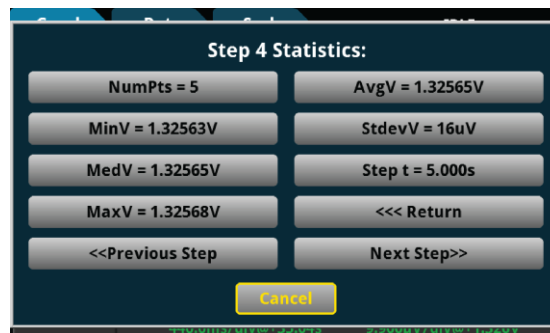 Step 4 Statistics:
NumPts = 5
AvgV = 1.32565V
MinV = 1.32563V
StdevV = 16uV
MedV = 1.32565V
Step t = 5.000s
MaxV = 1.32568V
<<< Return
<<Previous Step
Next Step>>
Cancel